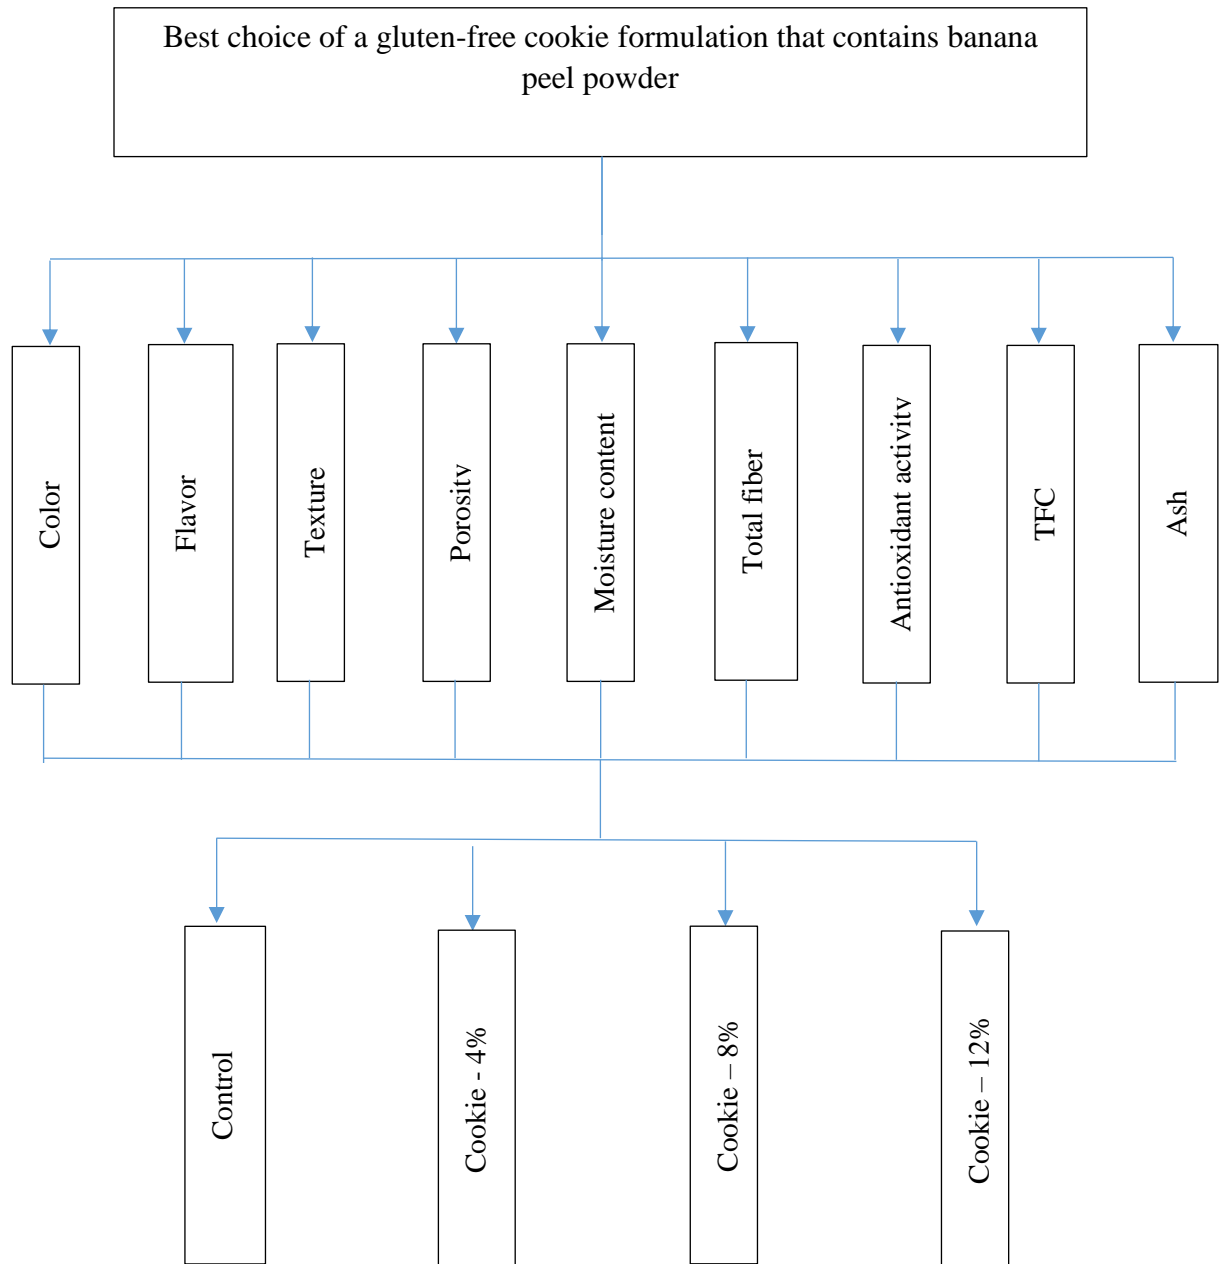 Best choice of a gluten-free cookie formulation that contains banana
peel powder
Color
Flavor
Texture
Porosity
Moisture content
Total fiber
Antioxidant activity
TFC
Ash
Control
Cookie - 4%
Cookie – 8%
Cookie – 12%